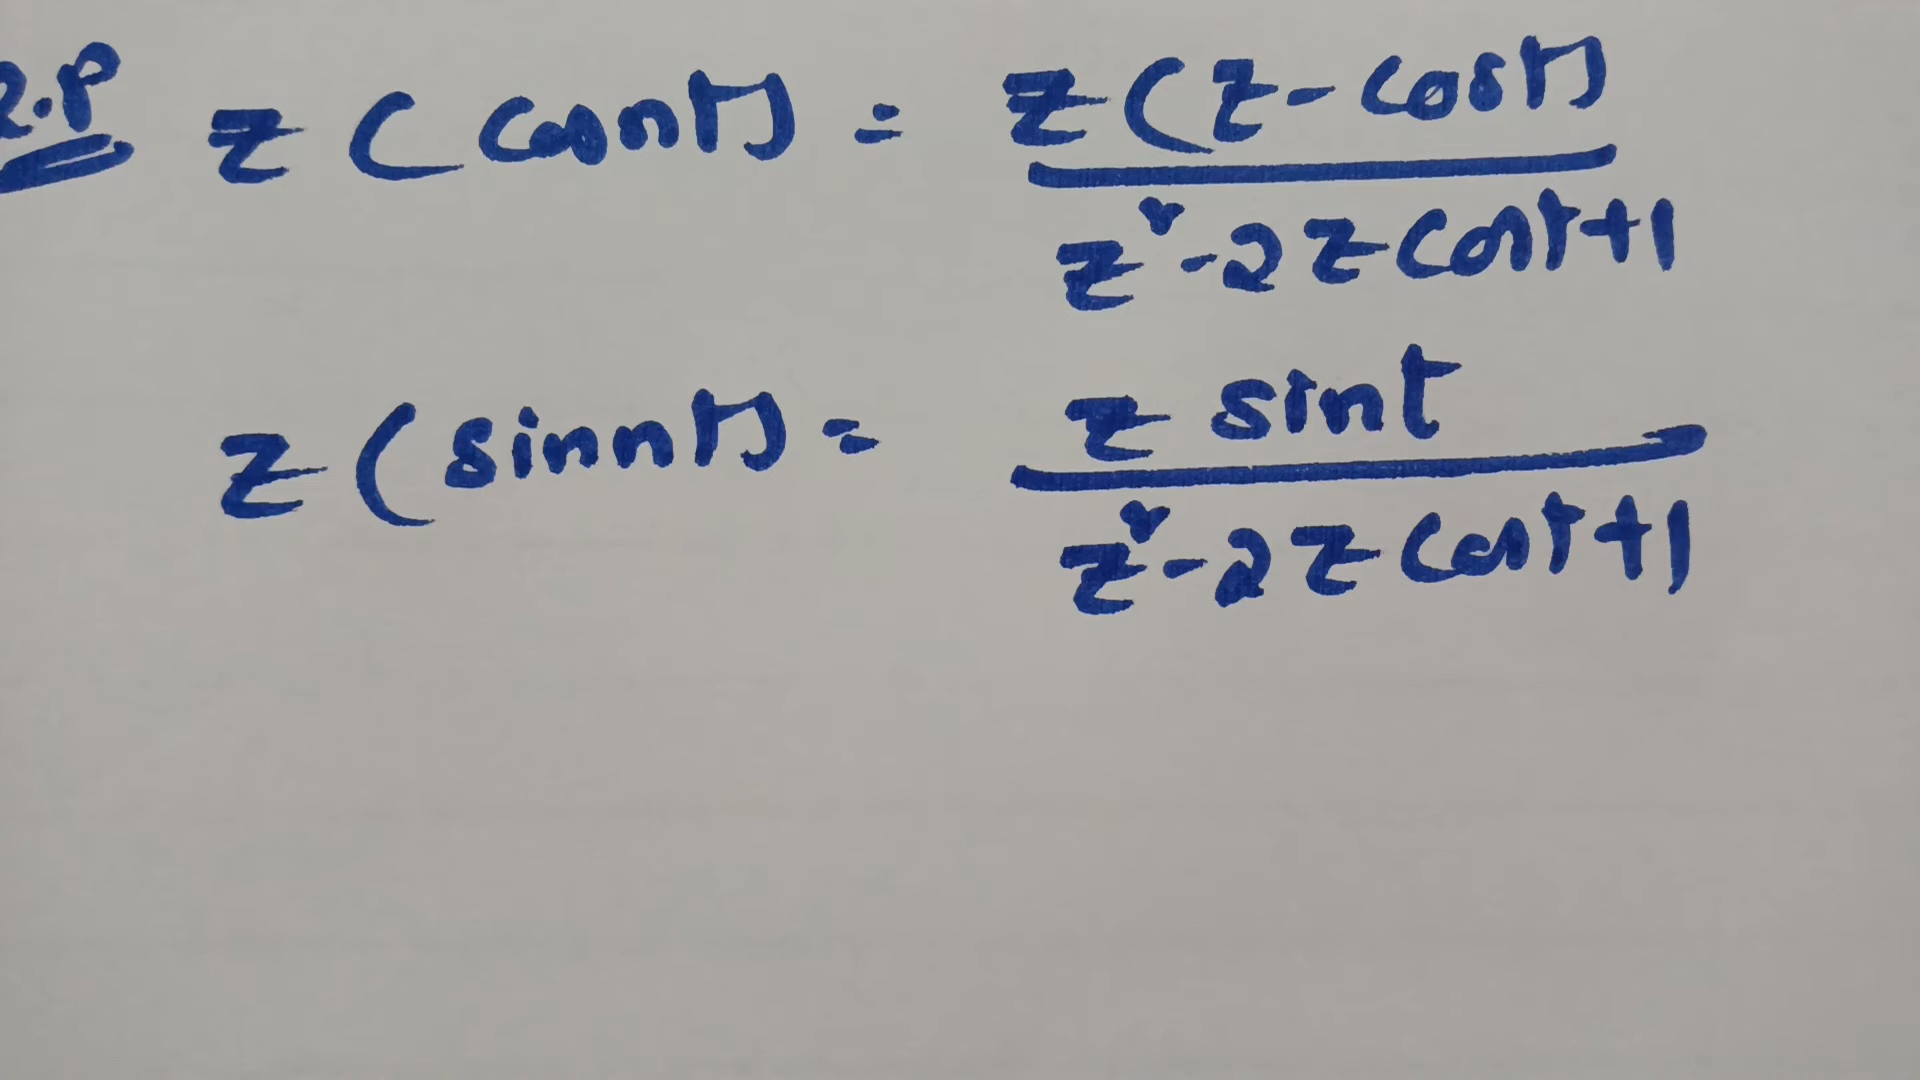 R.P z(cosnt) = z(z-cost)
z²-2zcost+1
z(sinnt) = z sint
z²-2zcost+1